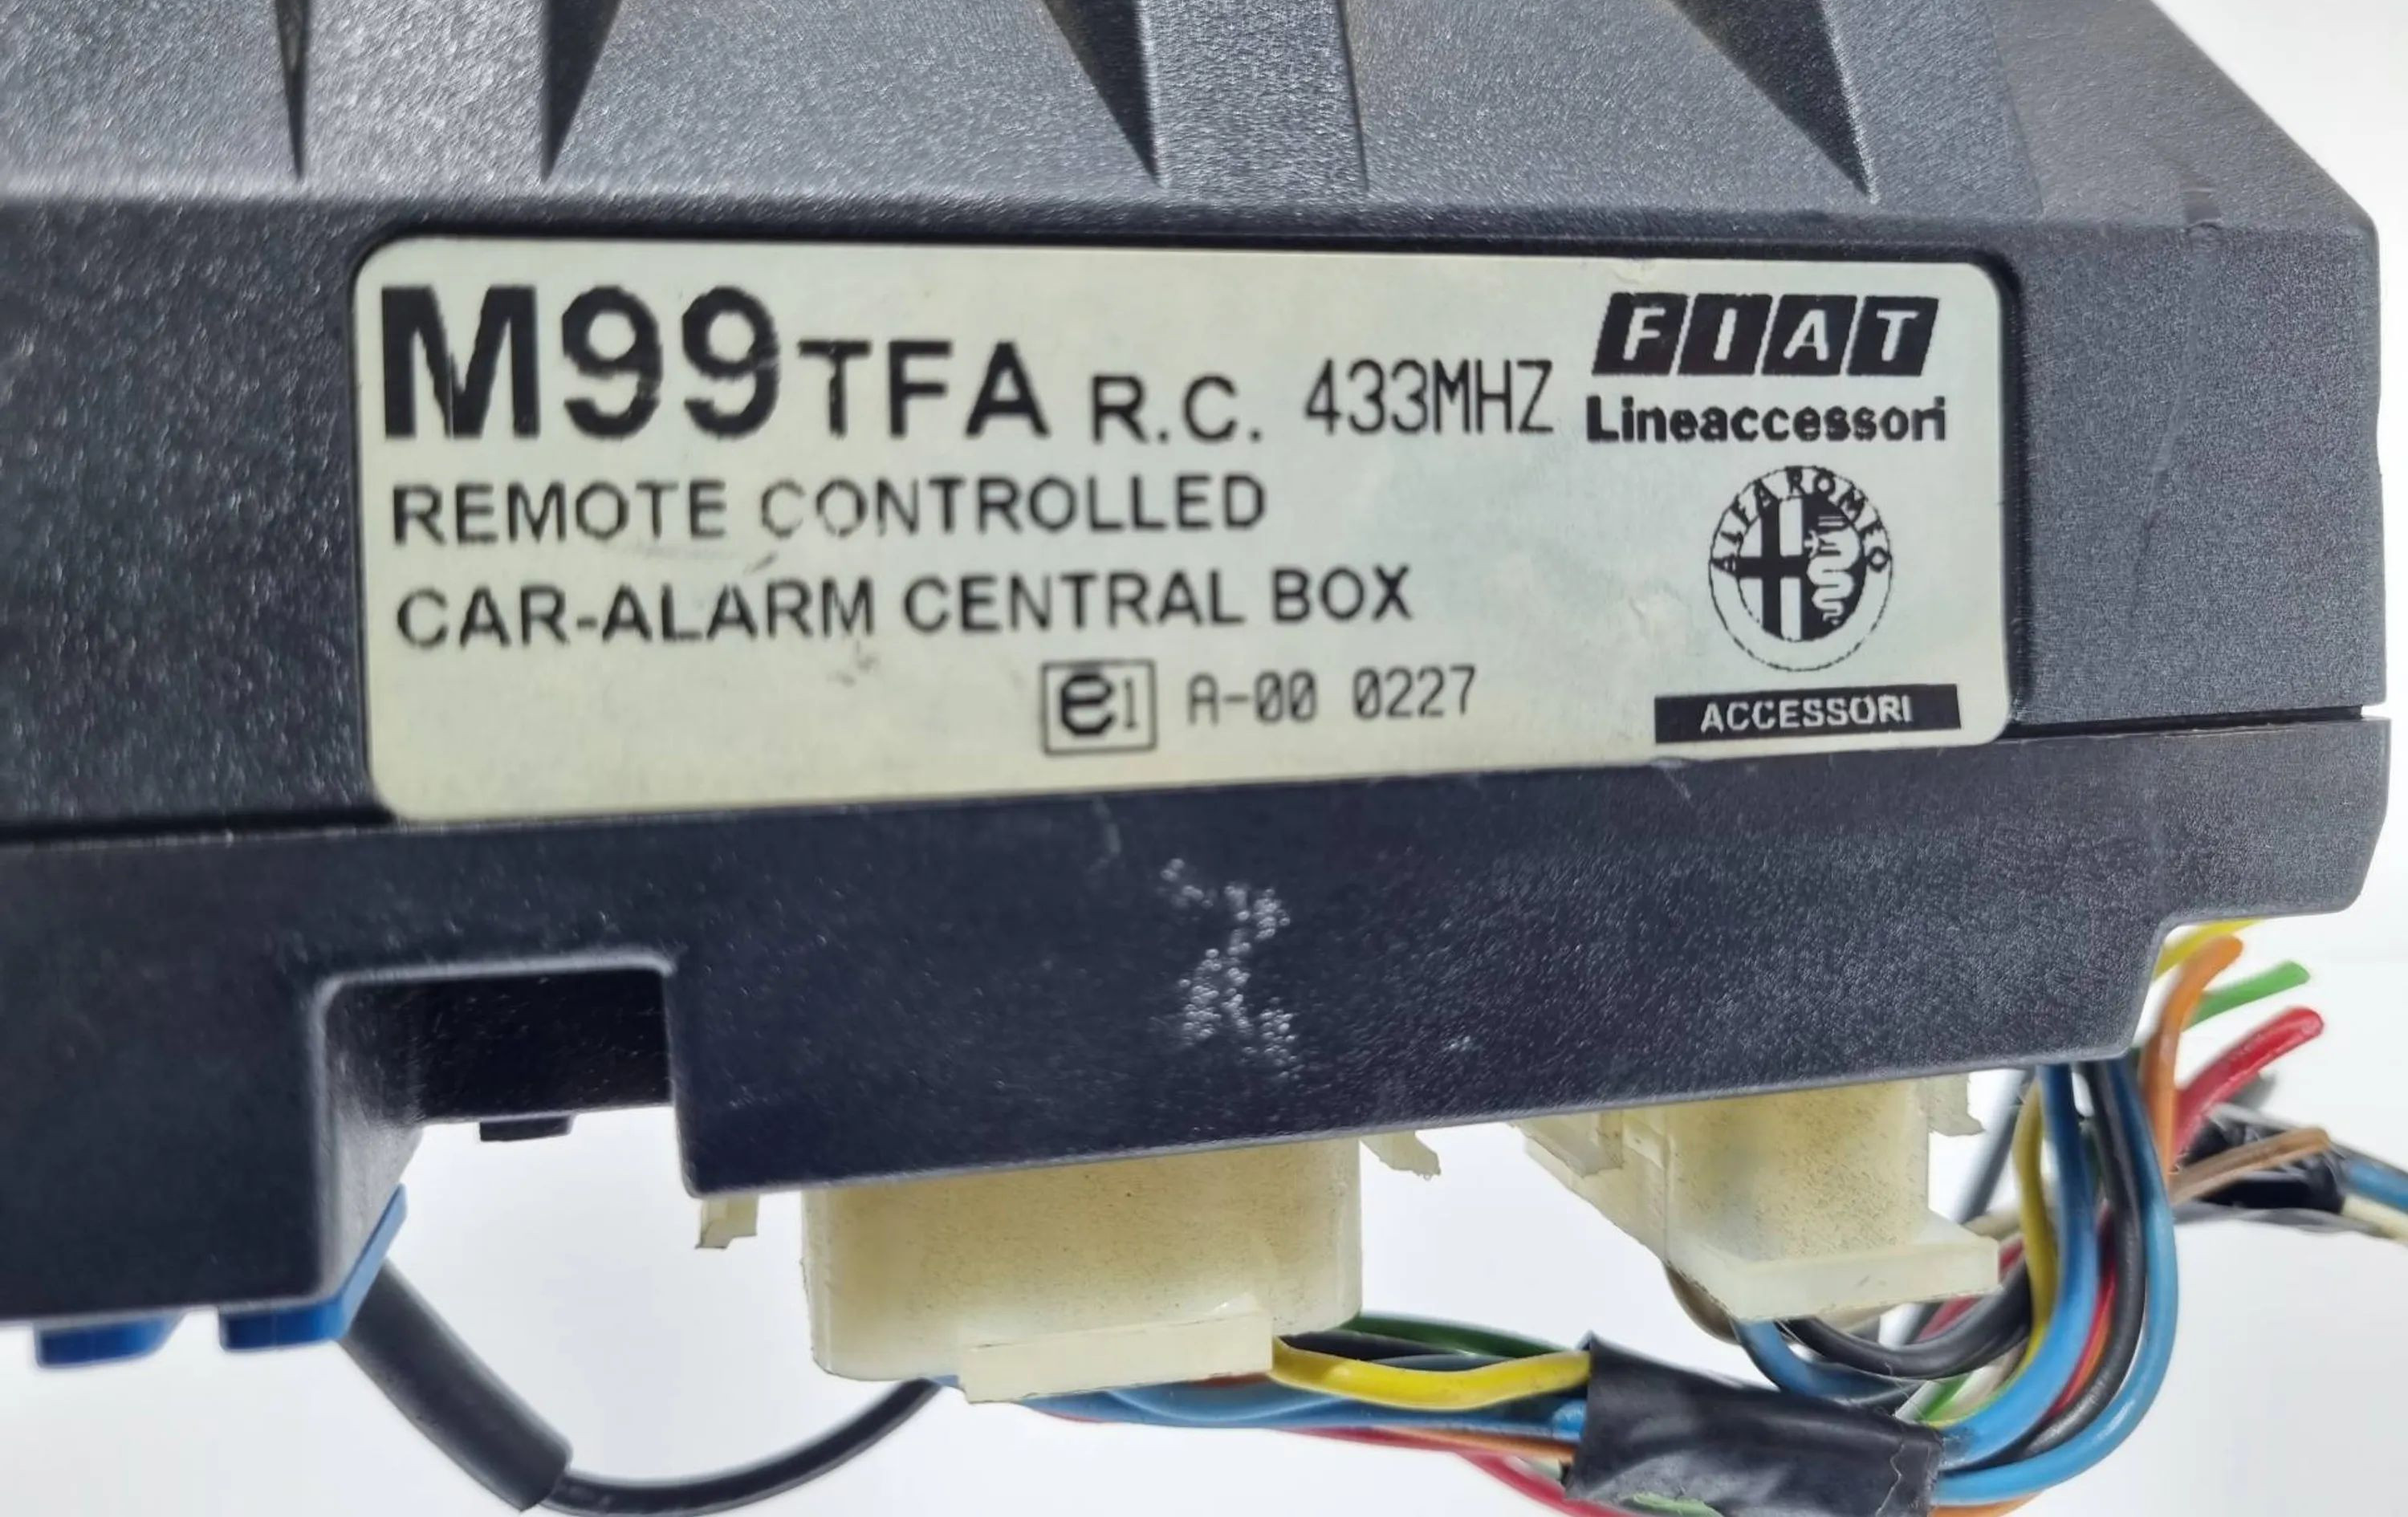 M99TFA R.C. 433MHZ
REMOTE CONTROLLED
CAR-ALARM CENTRAL BOX
e1 A-00 0227
FIAT
Lineaccessori
ALFA ROMEO
ACCESSORI